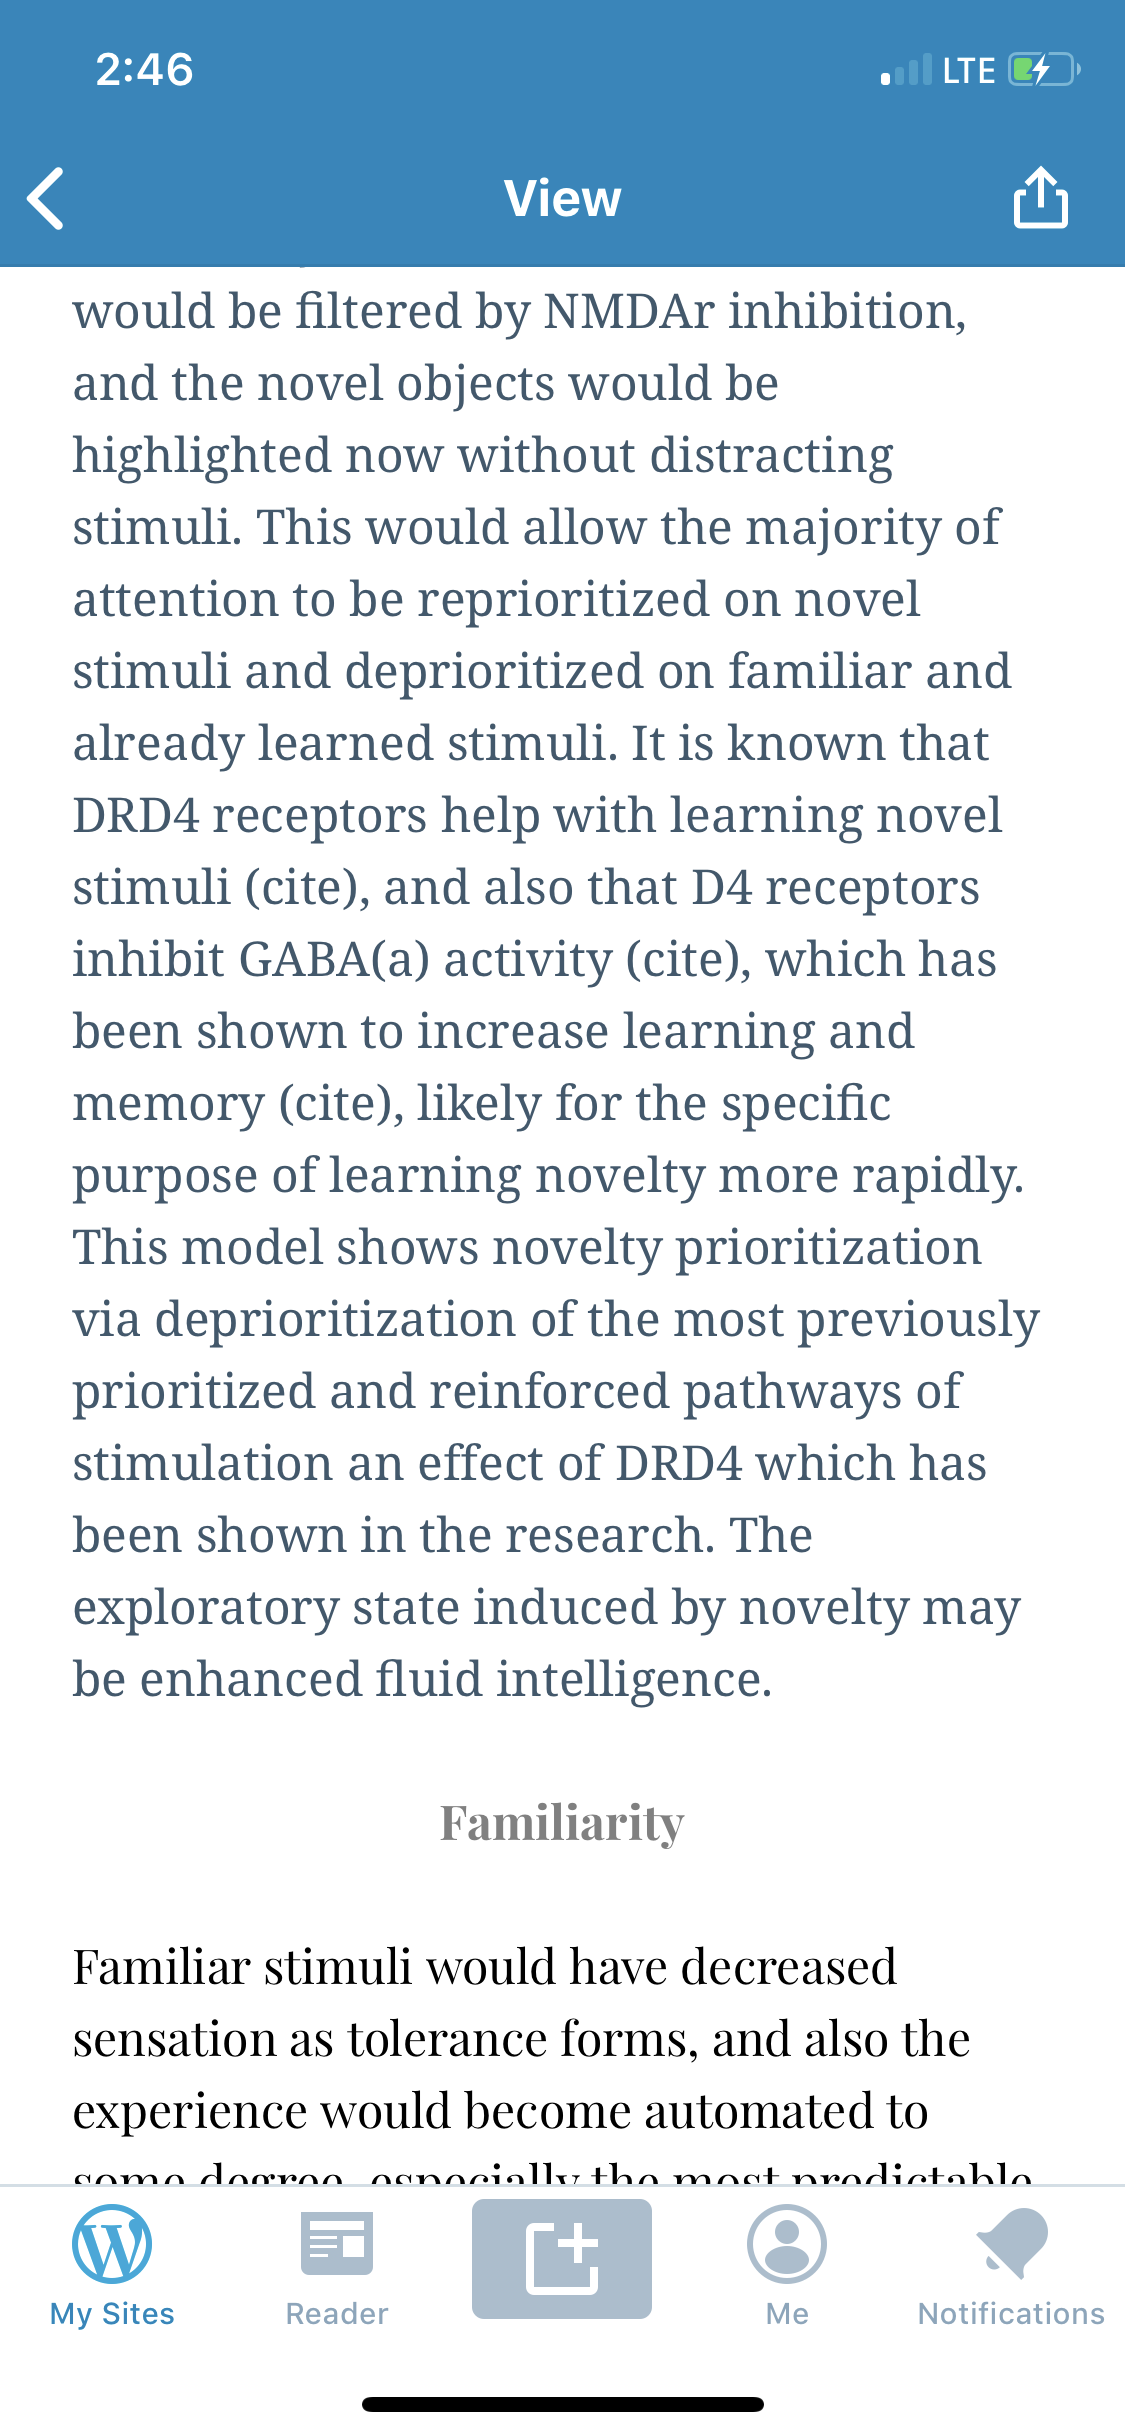 2:46
LTE
View
would be filtered by NMDAr inhibition,
and the novel objects would be
highlighted now without distracting
stimuli. This would allow the majority of
attention to be reprioritized on novel
stimuli and deprioritized on familiar and
already learned stimuli. It is known that
DRD4 receptors help with learning novel
stimuli (cite), and also that D4 receptors
inhibit GABA(a) activity (cite), which has
been shown to increase learning and
memory (cite), likely for the specific
purpose of learning novelty more rapidly.
This model shows novelty prioritization
via deprioritization of the most previously
prioritized and reinforced pathways of
stimulation an effect of DRD4 which has
been shown in the research. The
exploratory state induced by novelty may
be enhanced fluid intelligence.
Familiarity
Familiar stimuli would have decreased
sensation as tolerance forms, and also the
experience would become automated to
some degree, especially the most predictable
My Sites
Reader
Me
Notifications